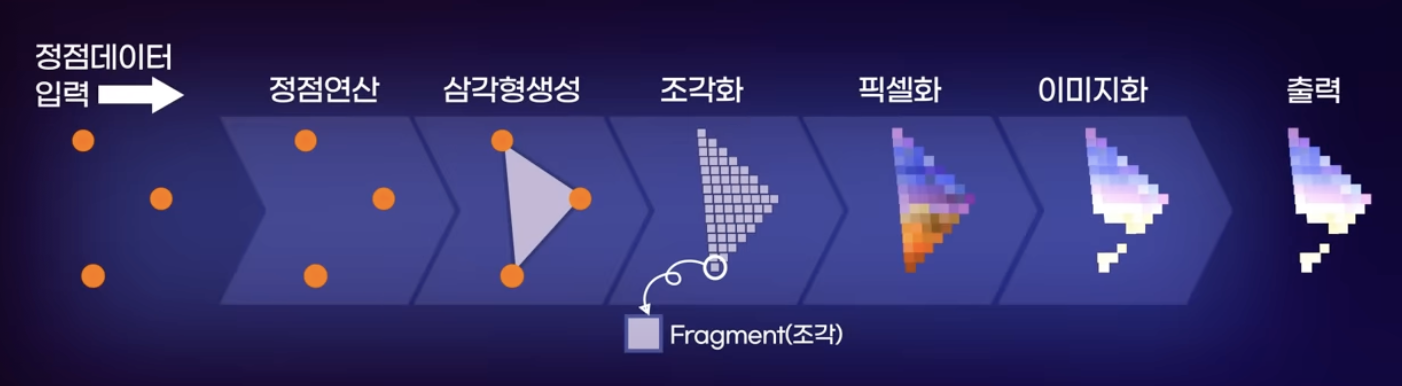 정점데이터
입력
정점연산
삼각형생성
조각화
픽셀화
이미지화
출력
Fragment(조각)